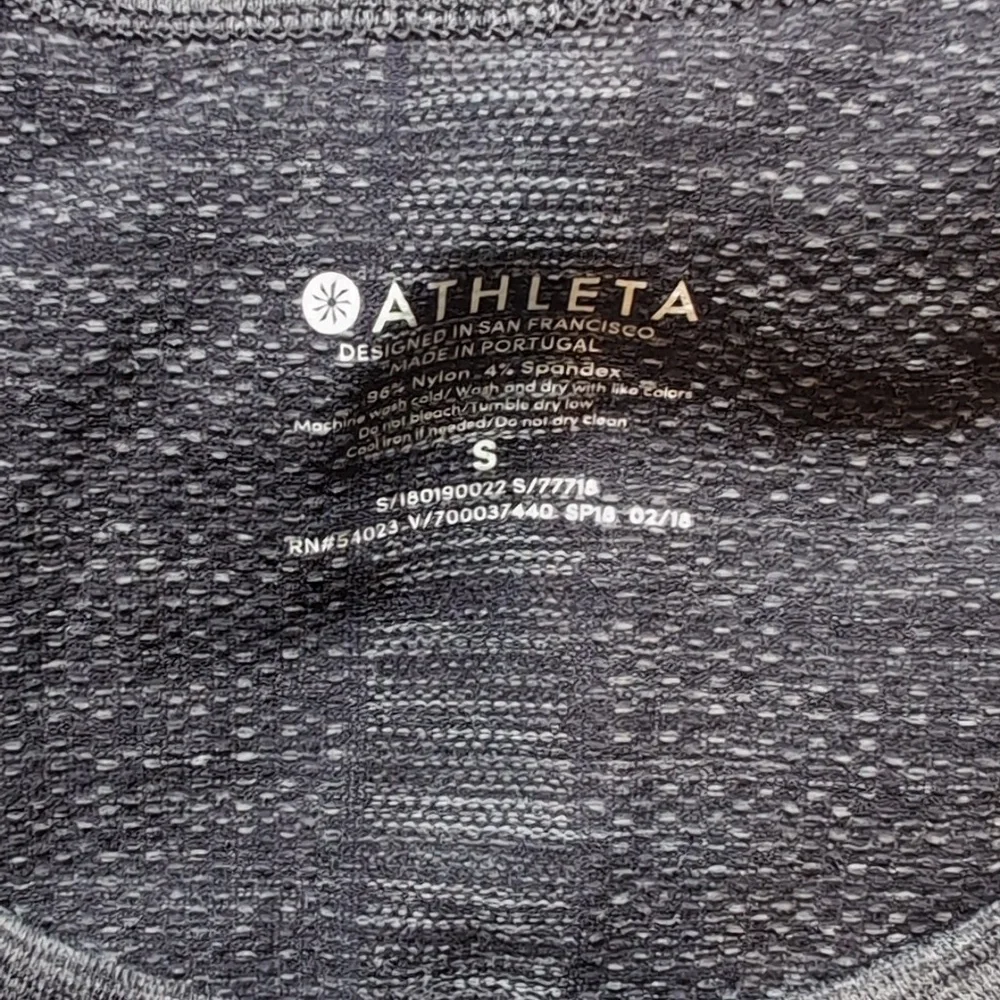 ATHLETA
DESIGNED IN SAN FRANCISCO
MADE IN PORTUGAL
96% Nylon 4% Spandex
Machine wash cold/ Wash and dry with like colors
Do not bleach/Tumble dry low
Cool iron if needed/Do not dry clean
S
S/180190022 S/77718
RN#54023 V/700037440 SP18 02/18